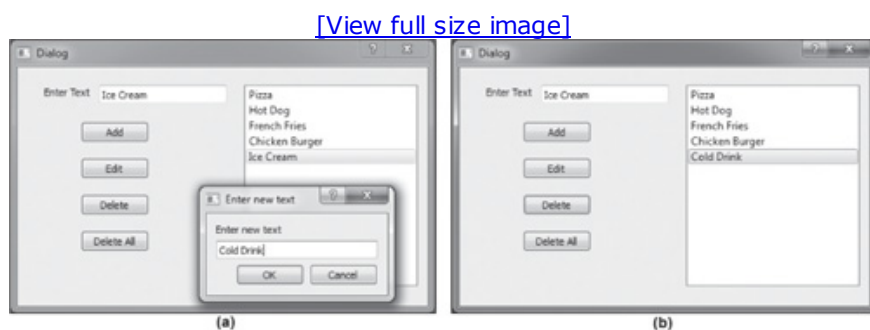 [View full size image]
Dialog
Enter Text Ice Cream
Add
Edit
Delete
Delete All
Pizza
Hot Dog
French Fries
Chicken Burger
Ice Cream
Enter new text
Enter new text
Cold Drink
OK Cancel
(a)
Dialog
Enter Text Ice Cream
Add
Edit
Delete
Delete All
Pizza
Hot Dog
French Fries
Chicken Burger
Cold Drink
(b)